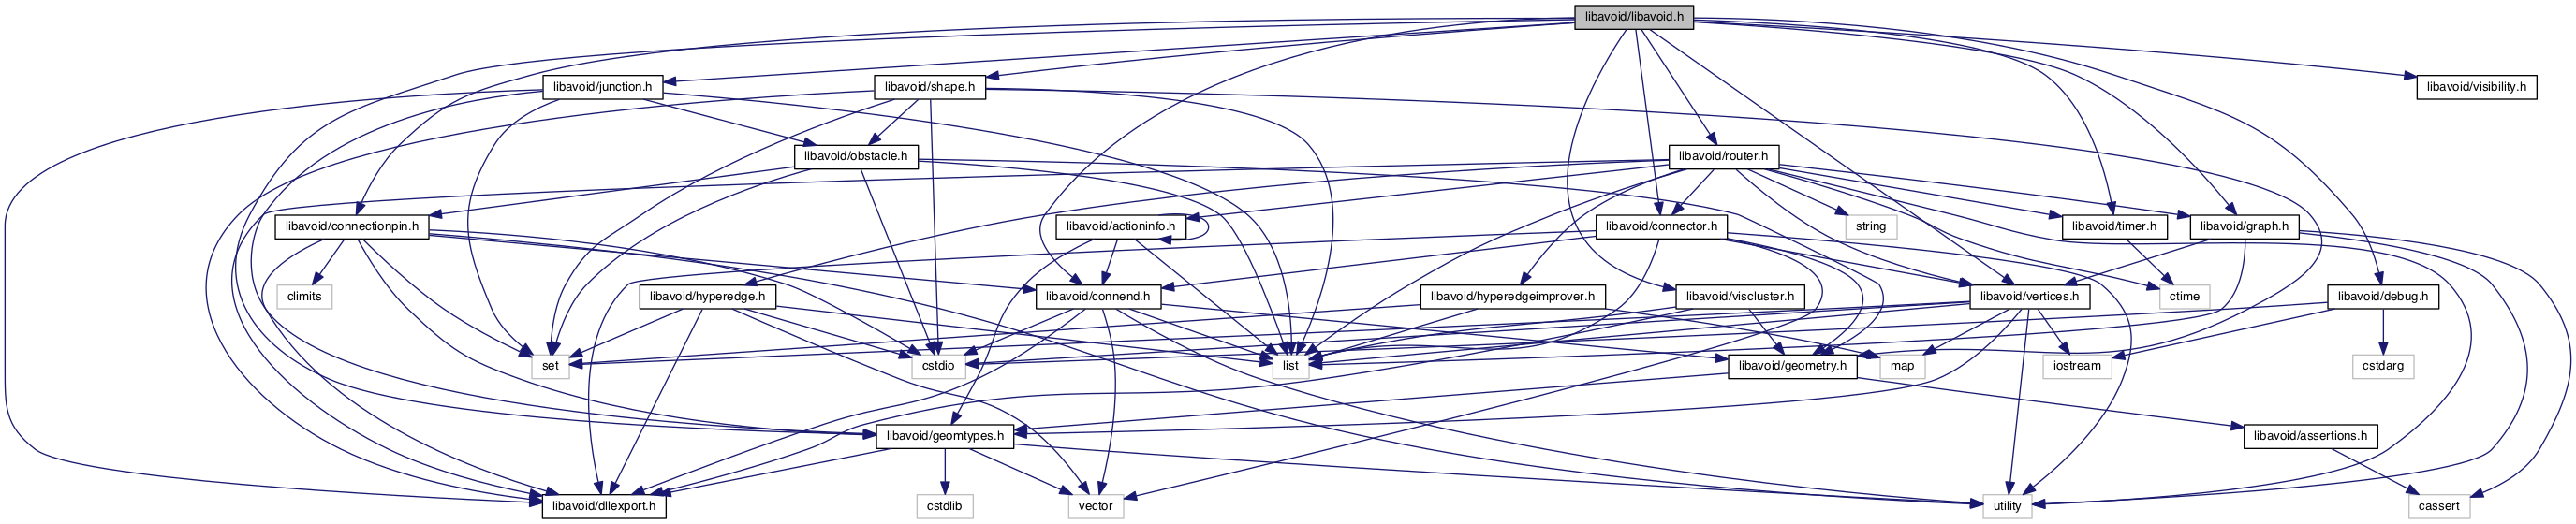 libavoid/libavoid.h
libavoid/junction.h
libavoid/shape.h
libavoid/visibility.h
libavoid/obstacle.h
libavoid/router.h
libavoid/connectionpin.h
libavoid/actioninfo.h
libavoid/connector.h
string
libavoid/timer.h
libavoid/graph.h
climits
libavoid/hyperedge.h
libavoid/connend.h
libavoid/hyperedgeimprover.h
libavoid/viscluster.h
libavoid/vertices.h
ctime
libavoid/debug.h
set
cstdio
list
libavoid/geometry.h
map
iostream
cstdarg
libavoid/geomtypes.h
libavoid/assertions.h
libavoid/dllexport.h
cstdlib
vector
utility
cassert